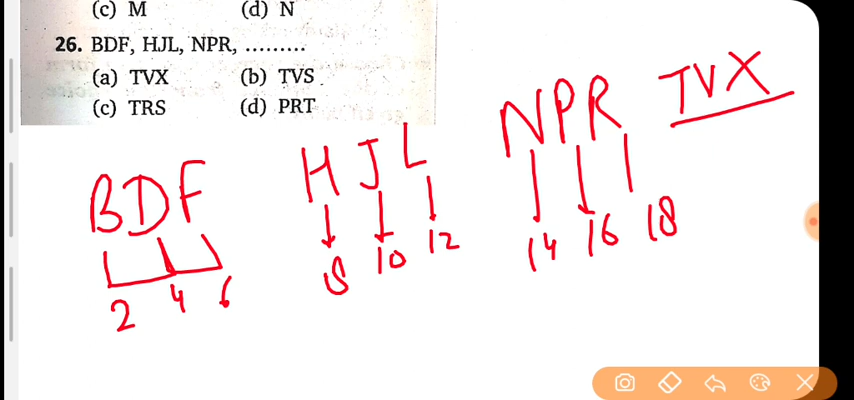 (c) M (d) N
26. BDF, HJL, NPR, .........
(a) TVX (b) TVS
(c) TRS (d) PRT
BDF HJL NPR TVX
2 4 6 8 10 12 14 16 18